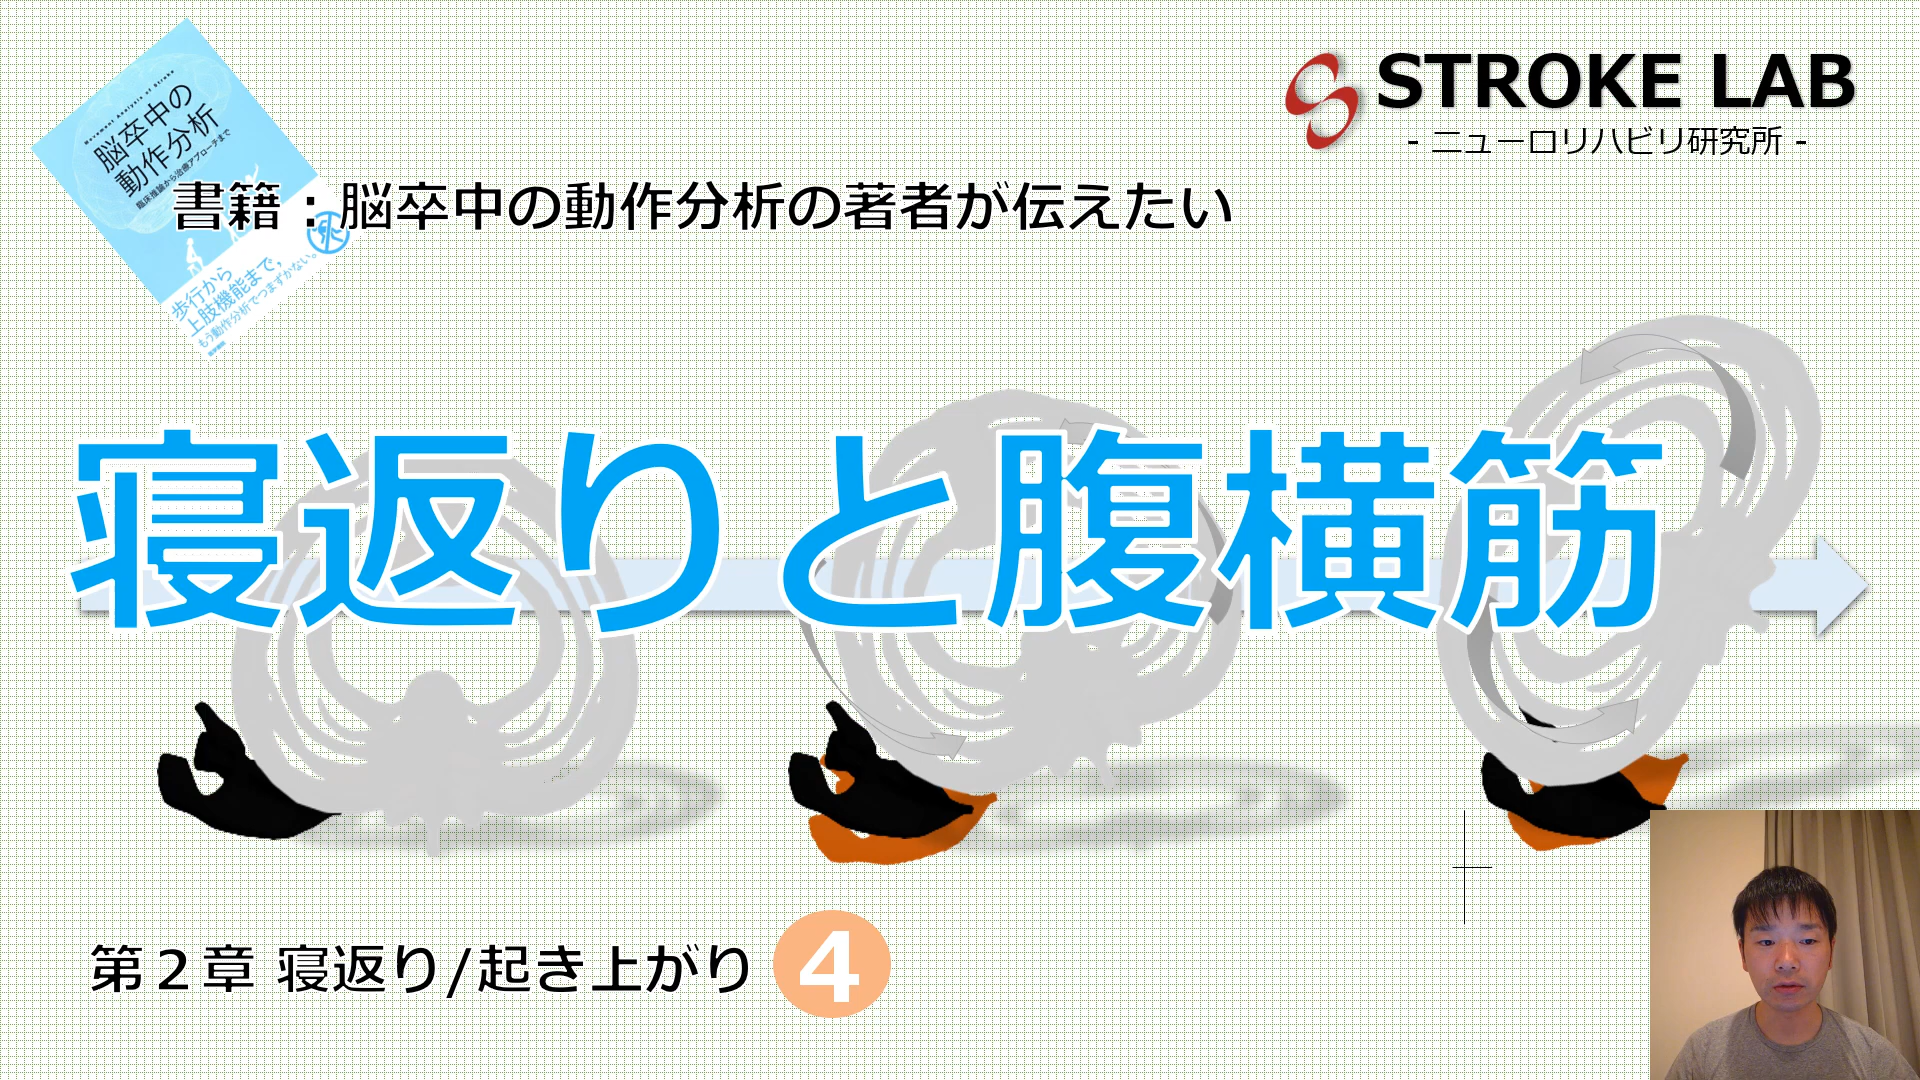 STROKE LAB
- ニューロリハビリ研究所 -
Movement Analysis of Stroke
脳卒中の
動作分析
臨床推論から治療アプローチまで
歩行から
上肢機能まで,
もう動作分析でつまずかない。
書籍：脳卒中の動作分析の著者が伝えたい
寝返りと腹横筋
第２章 寝返り/起き上がり 4